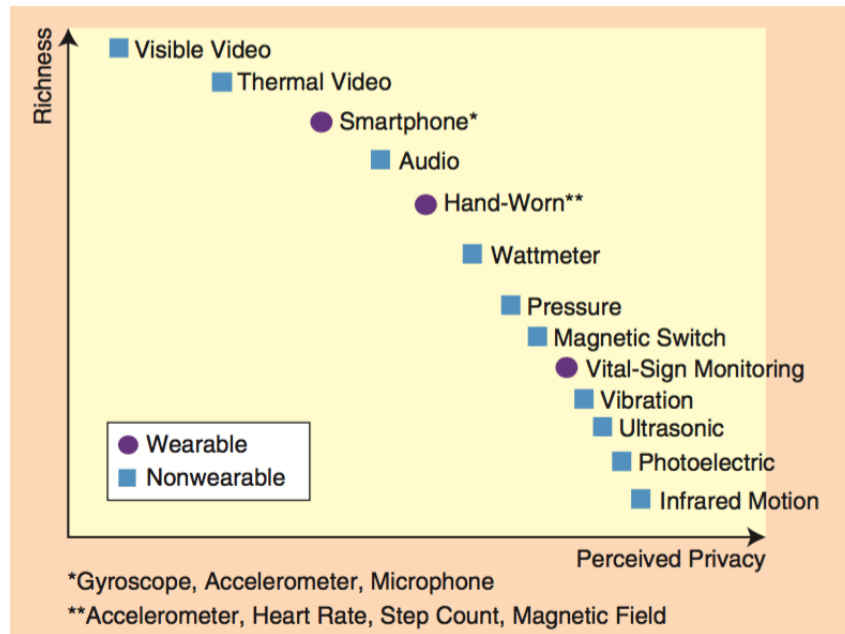 Richness
Visible Video
Thermal Video
Smartphone*
Audio
Hand-Worn**
Wattmeter
Pressure
Magnetic Switch
Vital-Sign Monitoring
Vibration
Ultrasonic
Photoelectric
Infrared Motion
Wearable
Nonwearable
Perceived Privacy
*Gyroscope, Accelerometer, Microphone
**Accelerometer, Heart Rate, Step Count, Magnetic Field